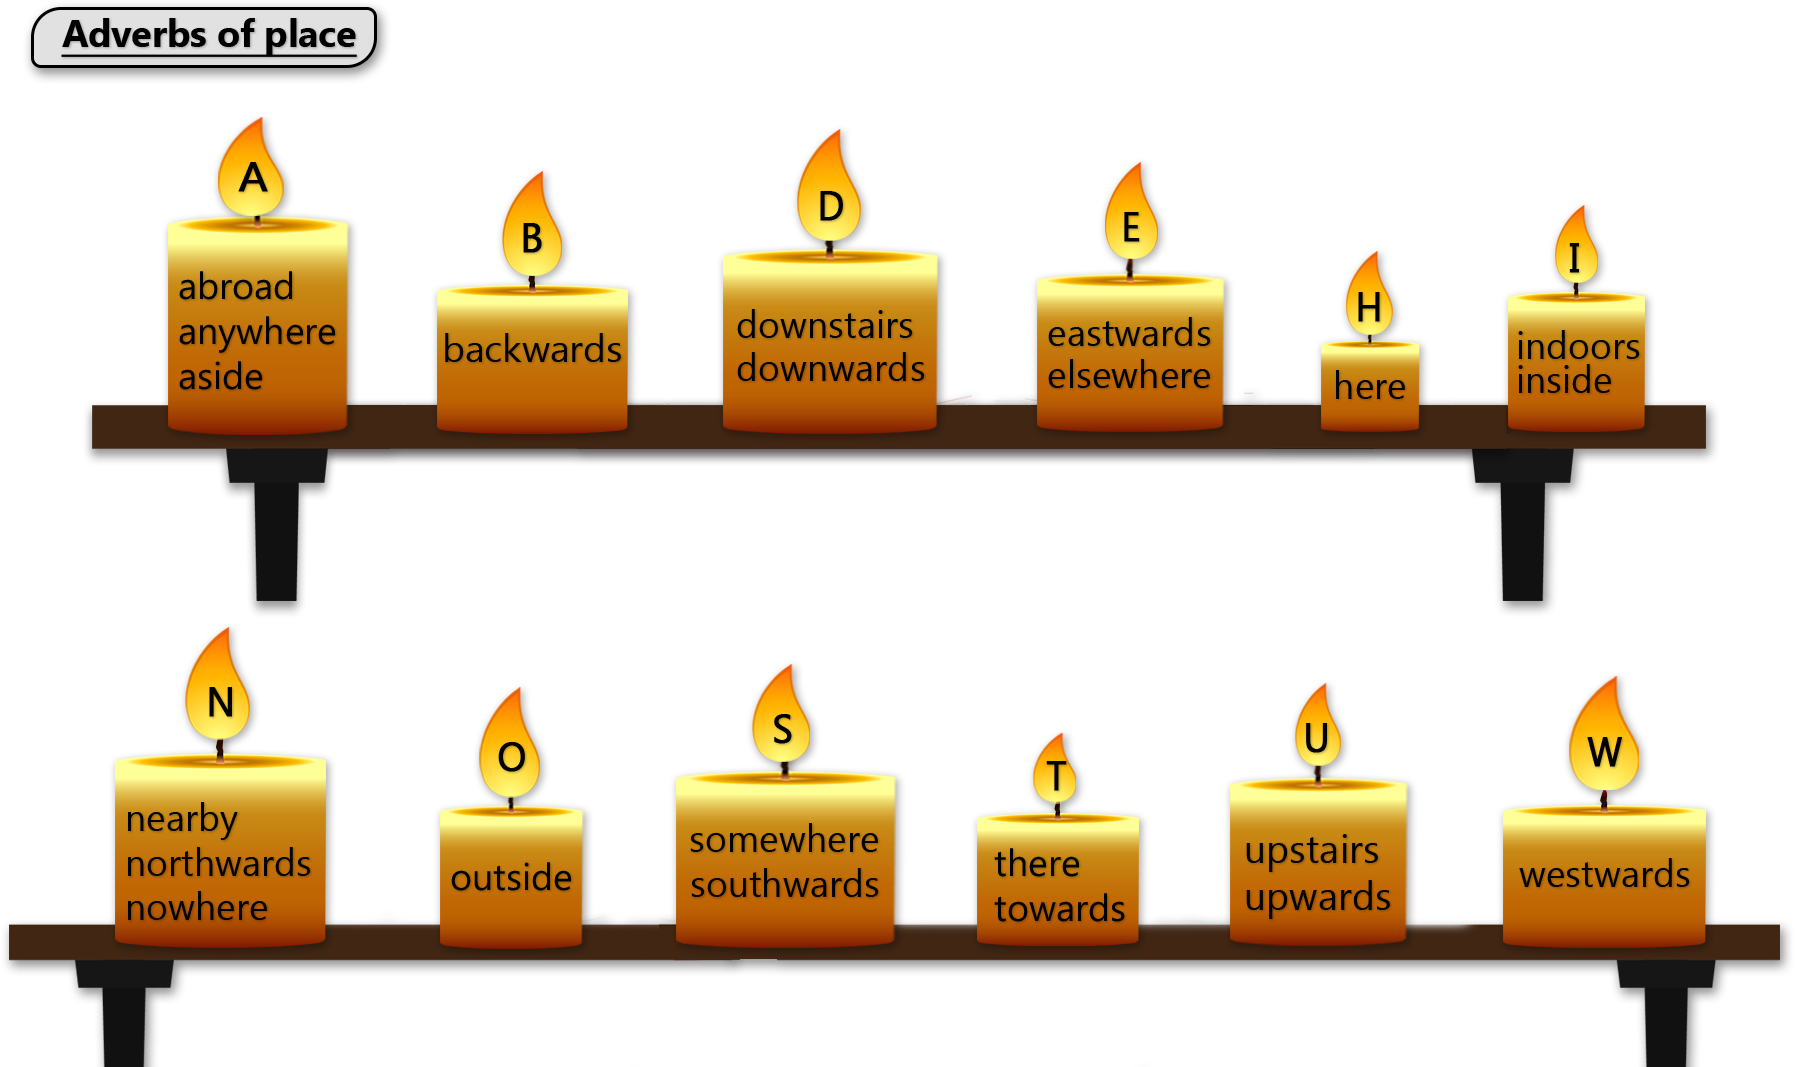 Adverbs of place
A
abroad
anywhere
aside
B
backwards
D
downstairs
downwards
E
eastwards
elsewhere
H
here
I
indoors
inside
N
nearby
northwards
nowhere
O
outside
S
somewhere
southwards
T
there
towards
U
upstairs
upwards
W
westwards